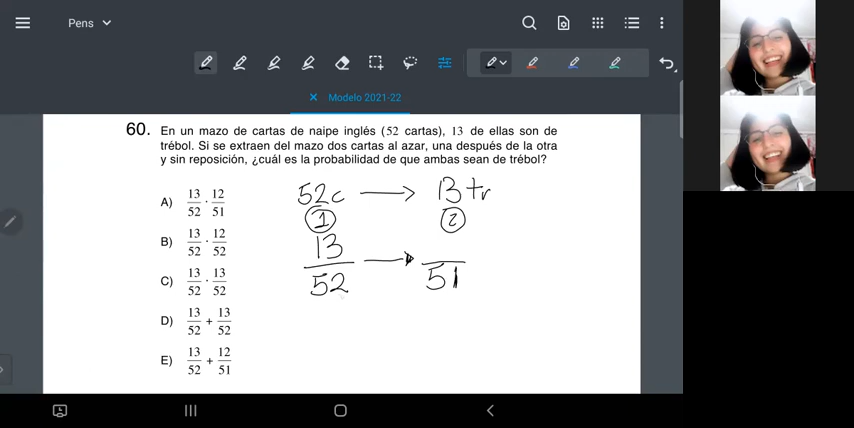 Pens
Modelo 2021-22
60. En un mazo de cartas de naipe inglés (52 cartas), 13 de ellas son de
trébol. Si se extraen del mazo dos cartas al azar, una después de la otra
y sin reposición, ¿cuál es la probabilidad de que ambas sean de trébol?
A) 13/52 · 12/51
B) 13/52 · 12/52
C) 13/52 · 13/52
D) 13/52 + 13/52
E) 13/52 + 12/51
52c → 13 tr
1 2
13/52 → /51